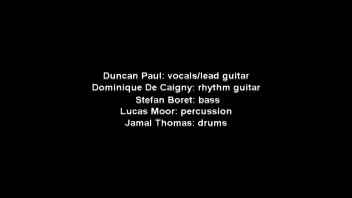 Duncan Paul: vocals/lead guitar
Dominique De Caigny: rhythm guitar
Stefan Boret: bass
Lucas Moor: percussion
Jamal Thomas: drums